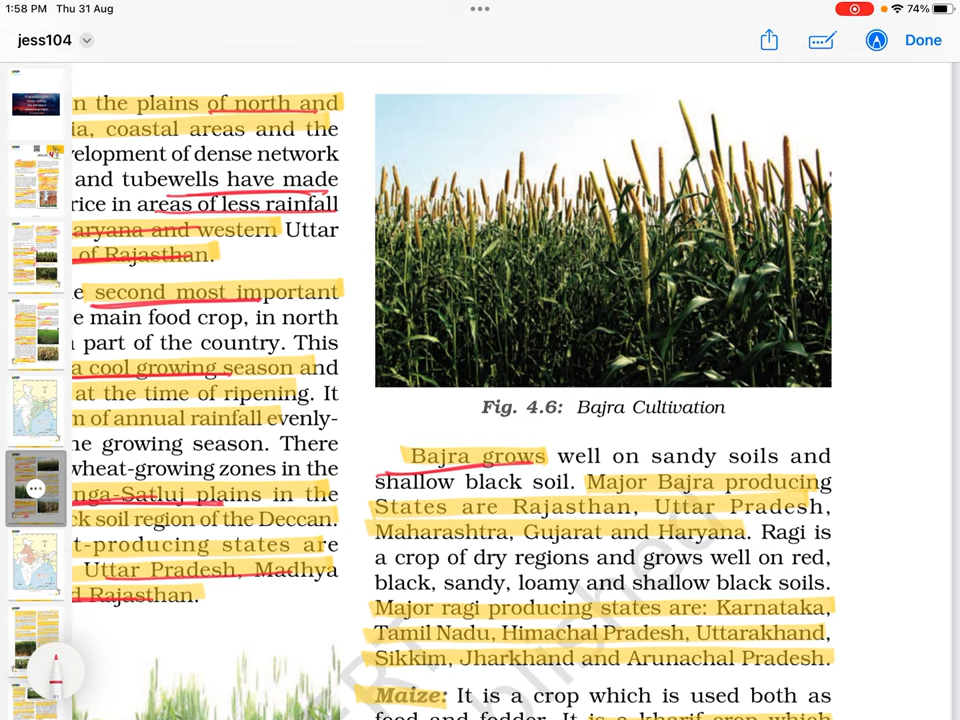 1:58 PM Thu 31 Aug
74%
jess104
Done
n the plains of north and
ia, coastal areas and the
velopment of dense network
and tubewells have made
rice in areas of less rainfall
aryana and western Uttar
of Rajasthan.
e second most important
e main food crop, in north
part of the country. This
a cool growing season and
at the time of ripening. It
m of annual rainfall evenly-
he growing season. There
wheat-growing zones in the
nga-Satluj plains in the
ck soil region of the Deccan.
t-producing states are
Uttar Pradesh, Madhya
d Rajasthan.
Fig. 4.6: Bajra Cultivation
Bajra grows well on sandy soils and
shallow black soil. Major Bajra producing
States are Rajasthan, Uttar Pradesh,
Maharashtra, Gujarat and Haryana. Ragi is
a crop of dry regions and grows well on red,
black, sandy, loamy and shallow black soils.
Major ragi producing states are: Karnataka,
Tamil Nadu, Himachal Pradesh, Uttarakhand,
Sikkim, Jharkhand and Arunachal Pradesh.
Maize: It is a crop which is used both as
food and fodder. It is a kharif crop which